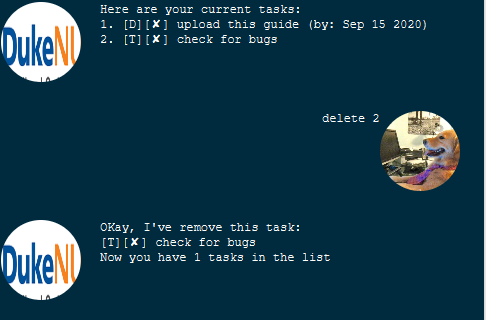 Here are your current tasks:
1. [D][✘] upload this guide (by: Sep 15 2020)
2. [T][✘] check for bugs
DukeNI
delete 2
OKay, I've remove this task:
[T][✘] check for bugs
Now you have 1 tasks in the list
DukeNI